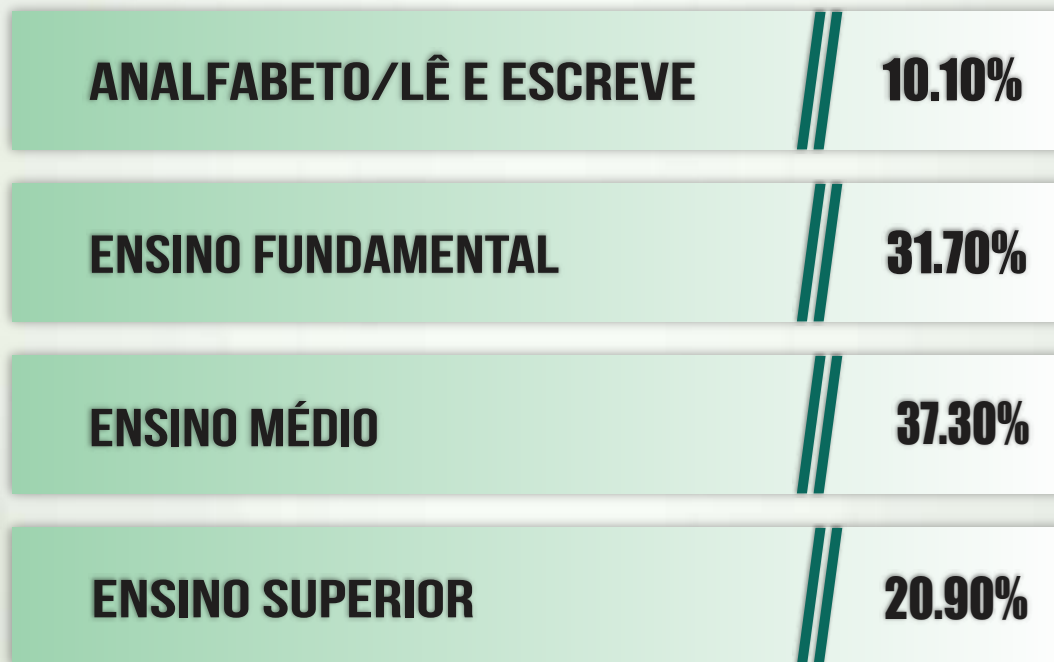 ANALFABETO/LÊ E ESCREVE 10.10%
ENSINO FUNDAMENTAL 31.70%
ENSINO MÉDIO 37.30%
ENSINO SUPERIOR 20.90%